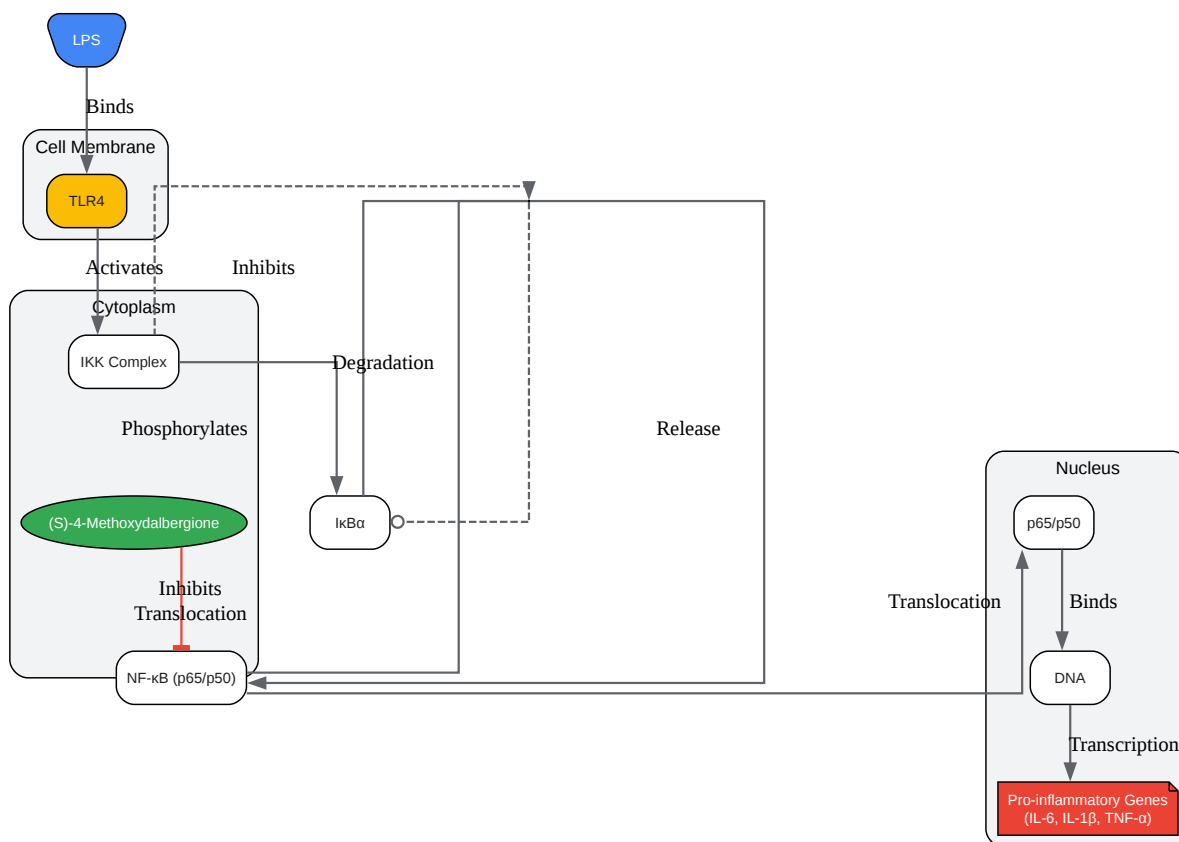 LPS
Binds
Cell Membrane
TLR4
Activates
Inhibits
Cytoplasm
IKK Complex
Degradation
Phosphorylates
Release
Nucleus
(S)-4-Methoxydalbergione
IκBα
p65/p50
Inhibits
Translocation
Translocation
Binds
NF-κB (p65/p50)
DNA
Transcription
Pro-inflammatory Genes
(IL-6, IL-1β, TNF-α)